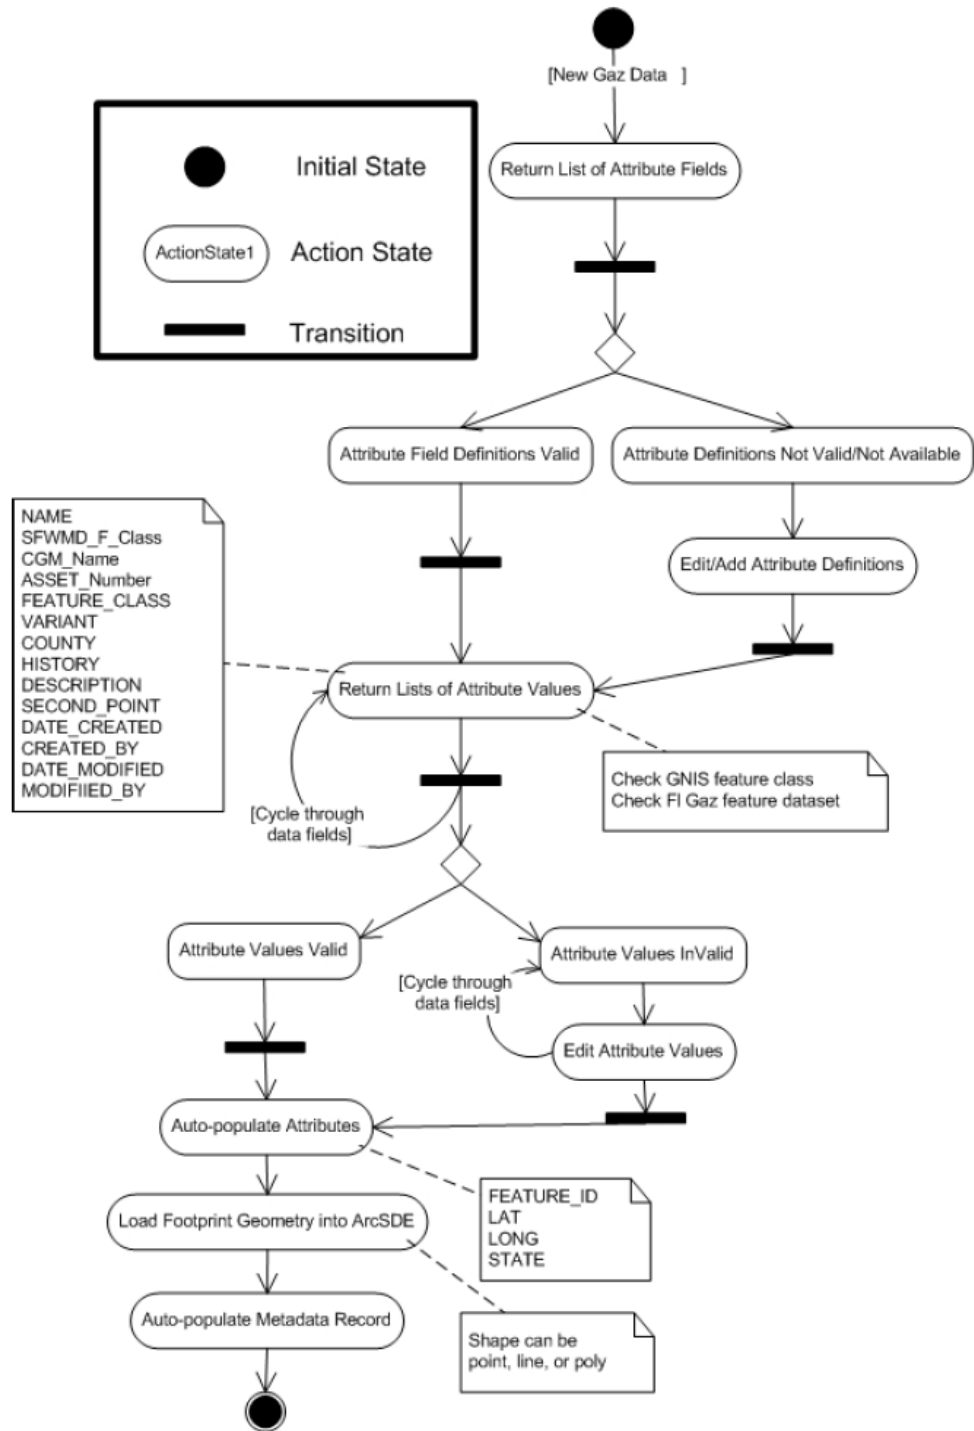 [New Gaz Data ]
Initial State
Return List of Attribute Fields
ActionState1
Action State
Transition
Attribute Field Definitions Valid
Attribute Definitions Not Valid/Not Available
NAME
SFWMD_F_Class
CGM_Name
ASSET_Number
FEATURE_CLASS
VARIANT
COUNTY
HISTORY
DESCRIPTION
SECOND_POINT
DATE_CREATED
CREATED_BY
DATE_MODIFIED
MODIFIIED_BY
Edit/Add Attribute Definitions
Return Lists of Attribute Values
Check GNIS feature class
Check Fl Gaz feature dataset
[Cycle through
data fields]
Attribute Values Valid
Attribute Values InValid
[Cycle through
data fields]
Edit Attribute Values
Auto-populate Attributes
FEATURE_ID
LAT
LONG
STATE
Load Footprint Geometry into ArcSDE
Auto-populate Metadata Record
Shape can be
point, line, or poly